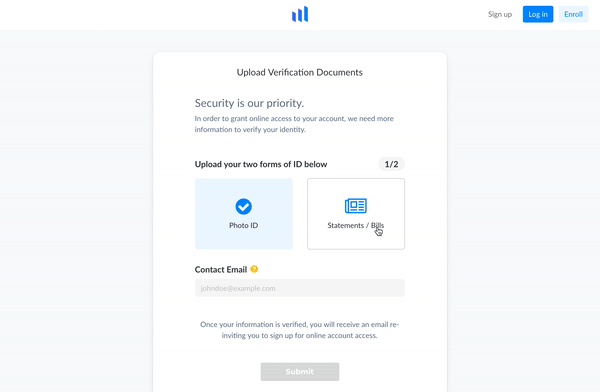 Sign up
Log in
Enroll
Upload Verification Documents
Security is our priority.
In order to grant online access to your account, we need more
information to verify your identity.
Upload your two forms of ID below
1/2
Photo ID
Statements / Bills
Contact Email ?
johndoe@example.com
Once your information is verified, you will receive an email re-
inviting you to sign up for online account access.
Submit